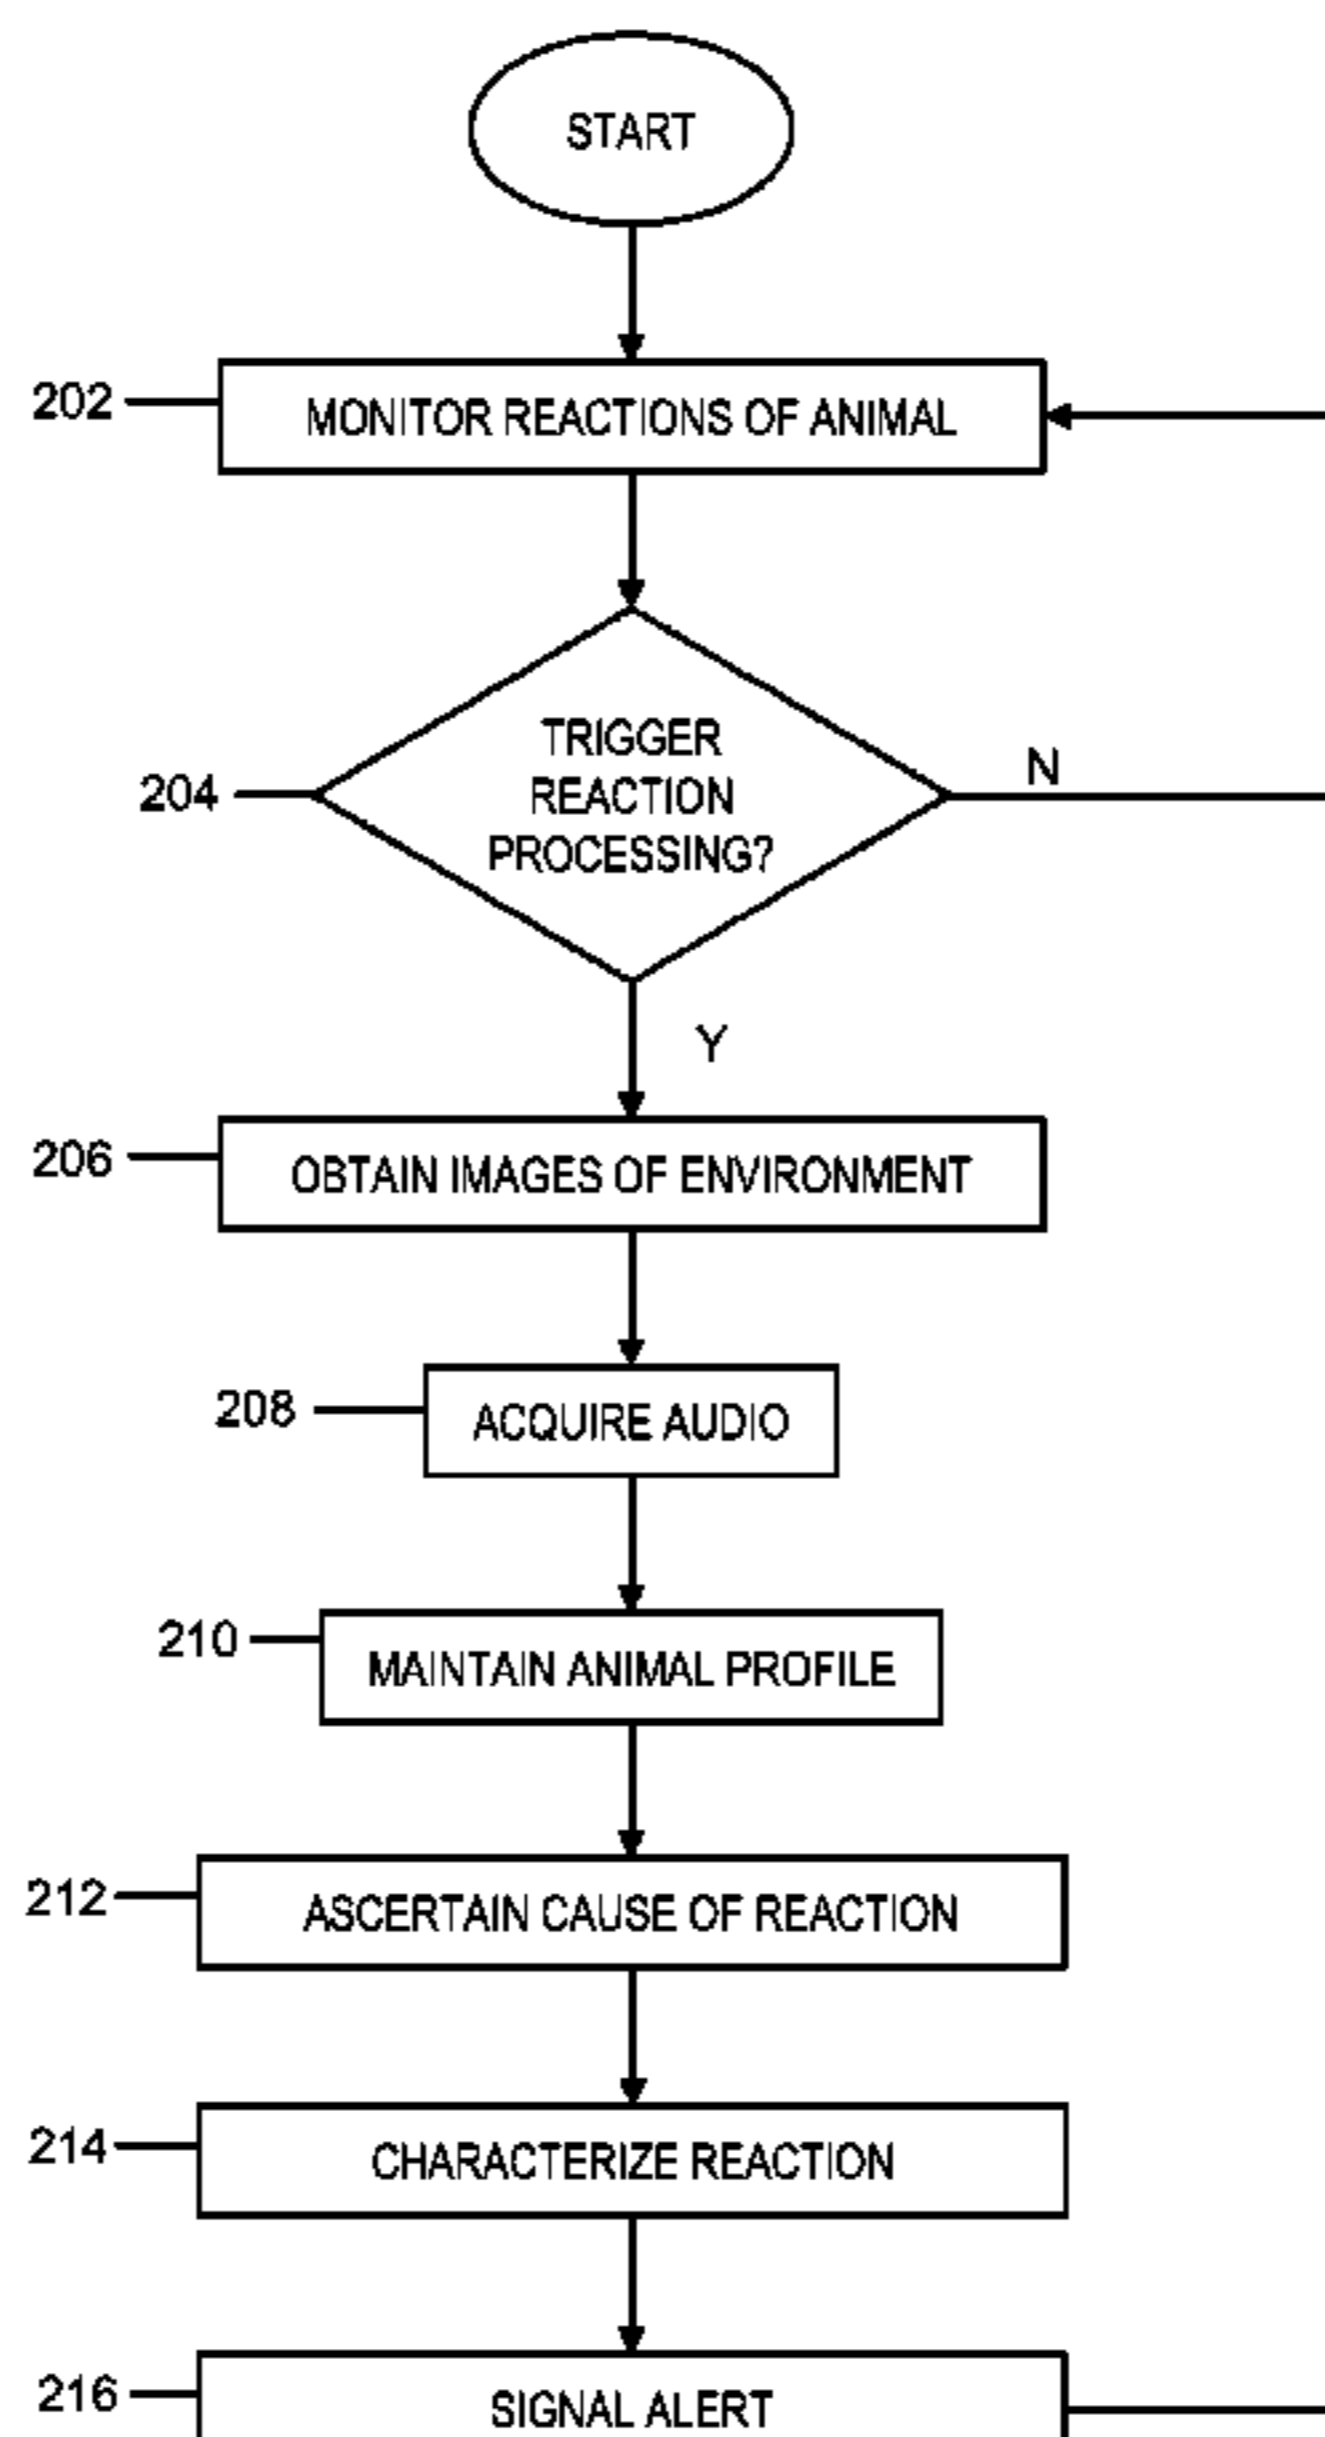 START
202
MONITOR REACTIONS OF ANIMAL
204
TRIGGER
REACTION
PROCESSING?
N
Y
206
OBTAIN IMAGES OF ENVIRONMENT
208
ACQUIRE AUDIO
210
MAINTAIN ANIMAL PROFILE
212
ASCERTAIN CAUSE OF REACTION
214
CHARACTERIZE REACTION
216
SIGNAL ALERT